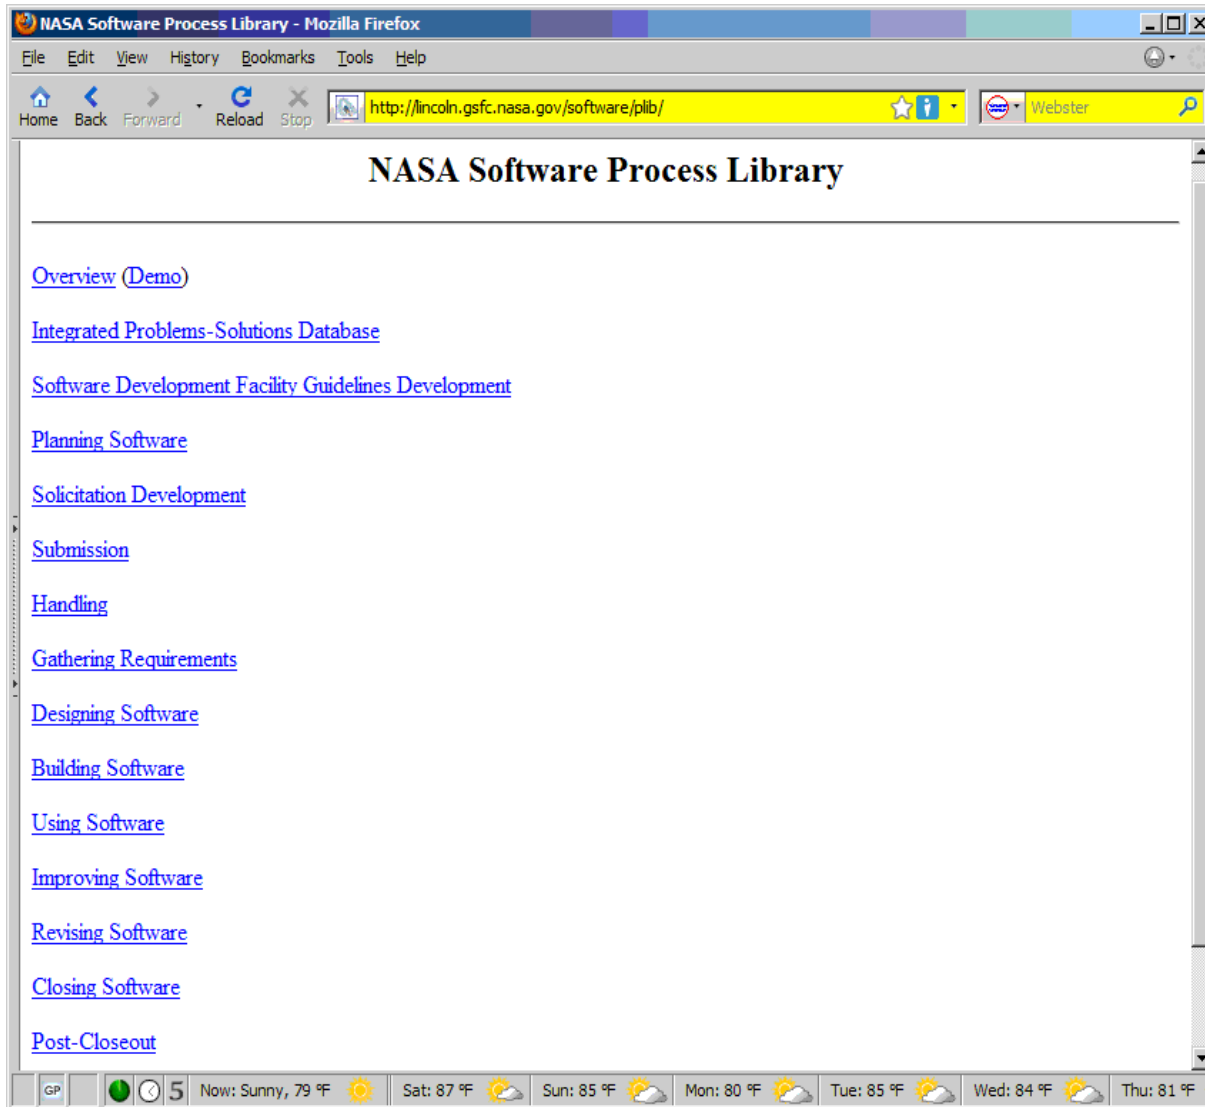 NASA Software Process Library - Mozilla Firefox
File Edit View History Bookmarks Tools Help
Home Back Forward Reload Stop http://lincoln.gsfc.nasa.gov/software/plib/ Webster
NASA Software Process Library
Overview (Demo)
Integrated Problems-Solutions Database
Software Development Facility Guidelines Development
Planning Software
Solicitation Development
Submission
Handling
Gathering Requirements
Designing Software
Building Software
Using Software
Improving Software
Revising Software
Closing Software
Post-Closeout
GP 5 Now: Sunny, 79 °F Sat: 87 °F Sun: 85 °F Mon: 80 °F Tue: 85 °F Wed: 84 °F Thu: 81 °F